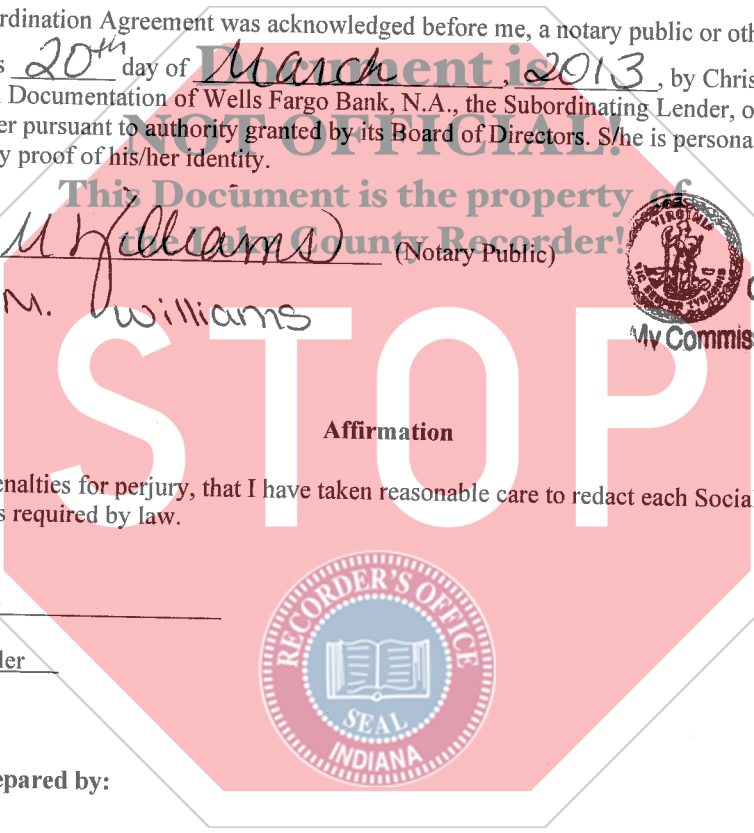 rdination Agreement was acknowledged before me, a notary public or oth
s 20th day of March, 2013, by Chris
Documentation of Wells Fargo Bank, N.A., the Subordinating Lender, o
er pursuant to authority granted by its Board of Directors. S/he is persona
y proof of his/her identity.
Document is
NOT OFFICIAL!
This Document is the property of
the Lake County Recorder!
M Williams (Notary Public)
M. Williams
VIRGINIA
My Commis
STOP
Affirmation
enalties for perjury, that I have taken reasonable care to redact each Socia
s required by law.
RECORDER'S OFFICE
SEAL
INDIANA
ler
epared by: